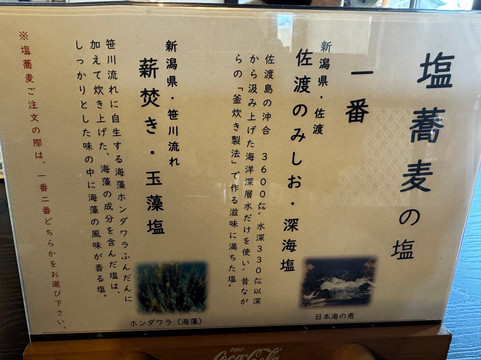 塩蕎麦の塩
一番
新潟県・佐渡
佐渡のみしお・深海塩
佐渡島の沖合 3600㍍、水深330㍍以深
から汲み上げた海洋深層水だけを使い、昔なが
らの「釜炊き製法」で作る滋味に満ちた塩。
日本海の恵
新潟県・笹川流れ
薪焚き・玉藻塩
笹川流れに自生する海藻ホンダワラふんだんに
加えて炊き上げた、海藻の成分を含んだ塩は、
しっかりとした味の中に海藻の風味が香る塩。
ホンダワラ（海藻）
※塩蕎麦ご注文の際は、一番二番どちらかをお選び下さい。
Enjoy
Coca-Cola